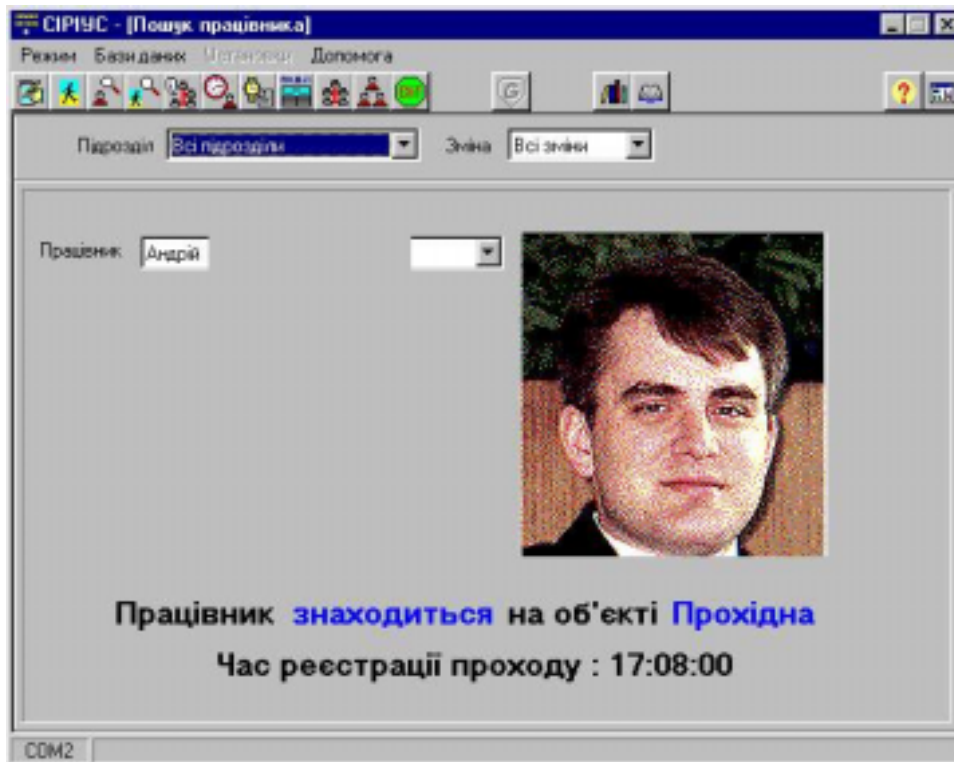 СІРІУС - [Пошук працівника]
Режим Бази даних Установки Допомога
Підрозділ Всі підрозділи Зміна Всі зміни
Працівник Андрій
Працівник знаходиться на об'єкті Прохідна
Час реєстрації проходу : 17:08:00
COM2